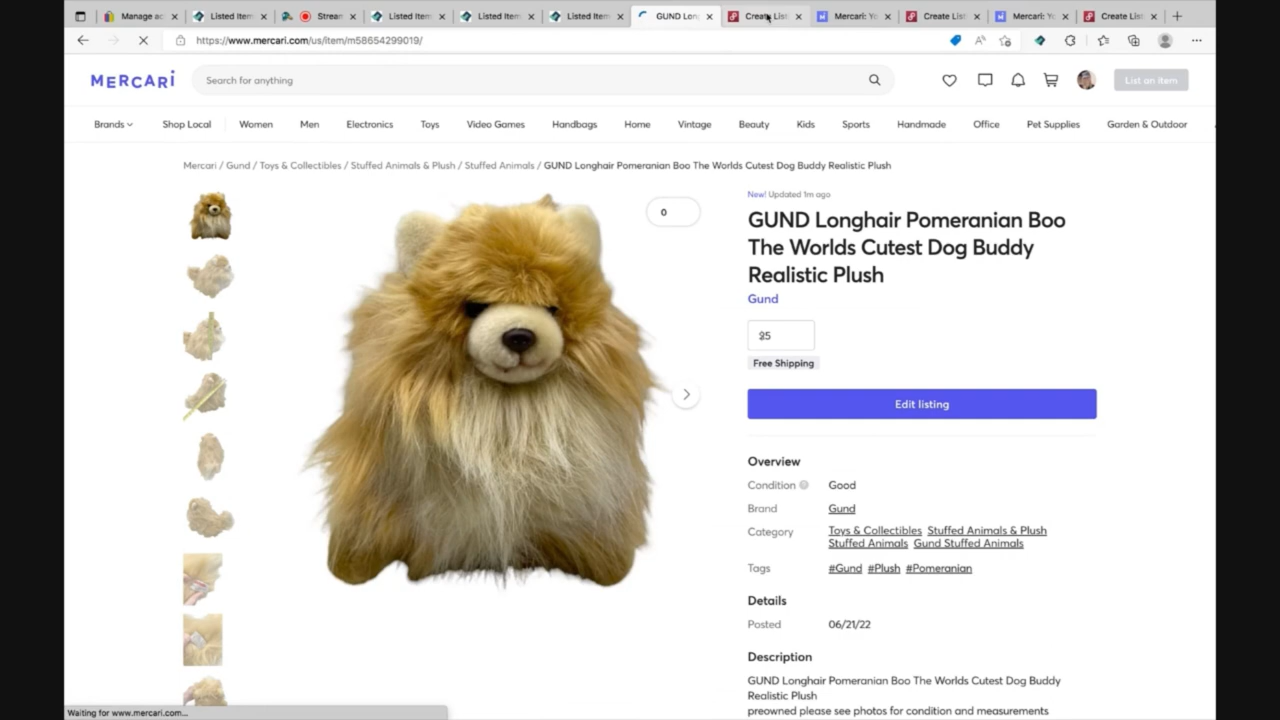 Manage ac
Listed Item
Stream
Listed Item
Listed Item
Listed Item
GUND Lon
Create List
Mercari: Yo
Create List
Mercari: Yo
Create List
https://www.mercari.com/us/item/m58654299019/
MERCARI
Search for anything
List an item
Brands
Shop Local
Women
Men
Electronics
Toys
Video Games
Handbags
Home
Vintage
Beauty
Kids
Sports
Handmade
Office
Pet Supplies
Garden & Outdoor
Mercari / Gund / Toys & Collectibles / Stuffed Animals & Plush / Stuffed Animals / GUND Longhair Pomeranian Boo The Worlds Cutest Dog Buddy Realistic Plush
0
New! Updated 1m ago
GUND Longhair Pomeranian Boo
The Worlds Cutest Dog Buddy
Realistic Plush
Gund
Free Shipping
Edit listing
Overview
Condition Good
Brand Gund
Category Toys & Collectibles Stuffed Animals & Plush
Stuffed Animals Gund Stuffed Animals
Tags #Gund #Plush #Pomeranian
Details
Posted 06/21/22
Description
GUND Longhair Pomeranian Boo The Worlds Cutest Dog Buddy
Realistic Plush
preowned please see photos for condition and measurements
Waiting for www.mercari.com...